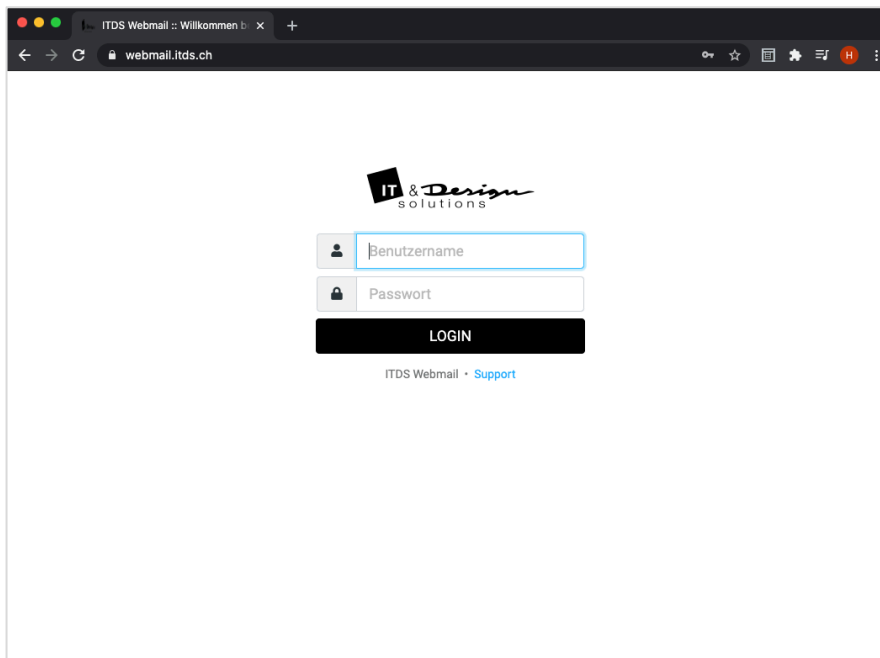 ITDS Webmail :: Willkommen b
webmail.itds.ch
H
IT & Design
solutions
Benutzername
Passwort
LOGIN
ITDS Webmail • Support